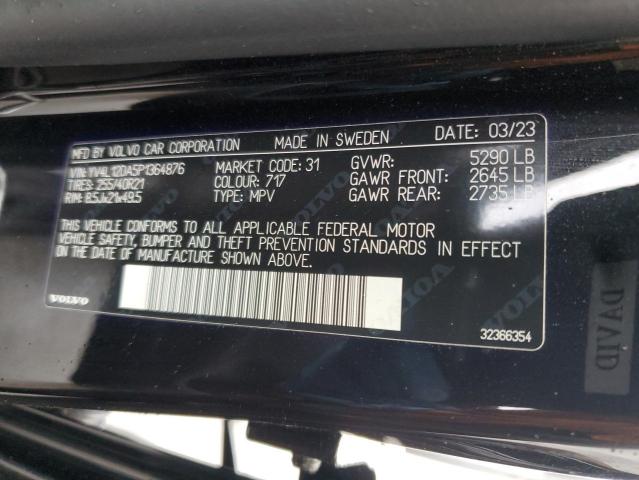 MFD BY VOLVO CAR CORPORATION MADE IN SWEDEN DATE: 03/23
VIN: YV4L12DA5P1364876 MARKET CODE: 31 GVWR: 5290 LB
TIRES: 255/40R21 COLOUR: 717 GAWR FRONT: 2645 LB
RIM: 8.5Jx21x49.5 TYPE: MPV GAWR REAR: 2735 LB
THIS VEHICLE CONFORMS TO ALL APPLICABLE FEDERAL MOTOR
VEHICLE SAFETY, BUMPER AND THEFT PREVENTION STANDARDS IN EFFECT
ON THE DATE OF MANUFACTURE SHOWN ABOVE.
VOLVO
32366354
DAVID